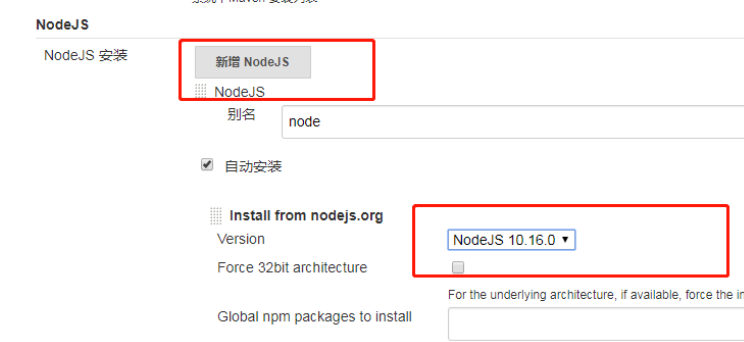 NodeJS
NodeJS 安装
新增 NodeJS
NodeJS
别名
node
自动安装
Install from nodejs.org
Version
NodeJS 10.16.0
Force 32bit architecture
For the underlying architecture, if available, force the
Global npm packages to install